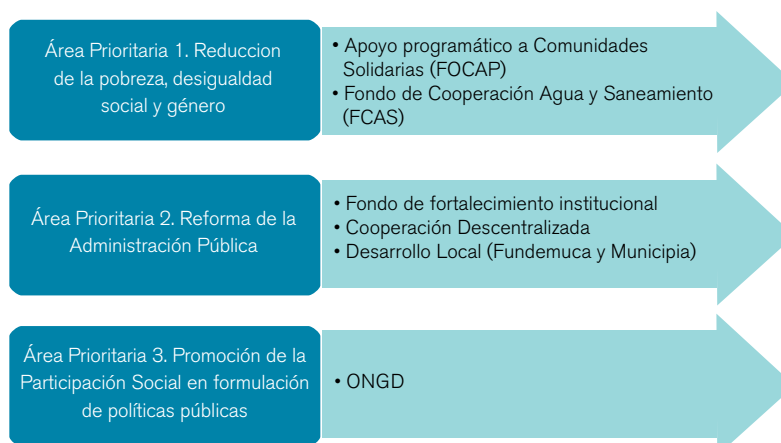 Área Prioritaria 1. Reduccion
de la pobreza, desigualdad
social y género
• Apoyo programático a Comunidades
Solidarias (FOCAP)
• Fondo de Cooperación Agua y Saneamiento
(FCAS)
Área Prioritaria 2. Reforma de la
Administración Pública
• Fondo de fortalecimiento institucional
• Cooperación Descentralizada
• Desarrollo Local (Fundemuca y Municipia)
Área Prioritaria 3. Promoción de la
Participación Social en formulación
de políticas públicas
• ONGD